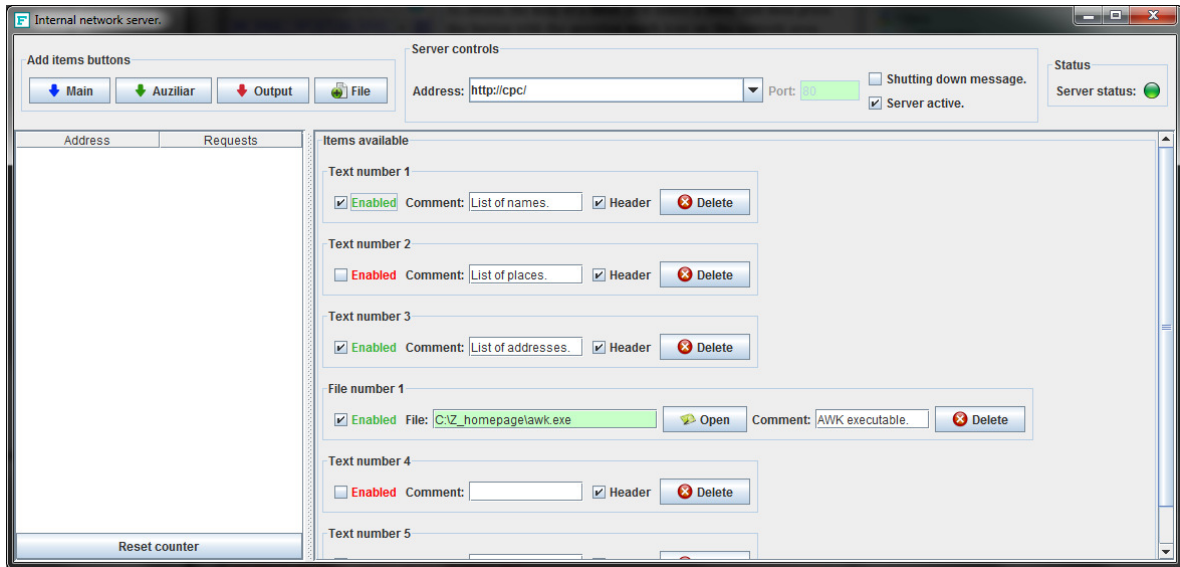 Internal network server.
Add items buttons
Main Auziliar Output File
Server controls
Address: http://cpc/ Port: 80
Shutting down message.
Server active.
Status
Server status:
Address Requests
Reset counter
Items available
Text number 1
Enabled Comment: List of names. Header Delete
Text number 2
Enabled Comment: List of places. Header Delete
Text number 3
Enabled Comment: List of addresses. Header Delete
File number 1
Enabled File: C:\Z_homepage\awk.exe Open Comment: AWK executable. Delete
Text number 4
Enabled Comment: Header Delete
Text number 5